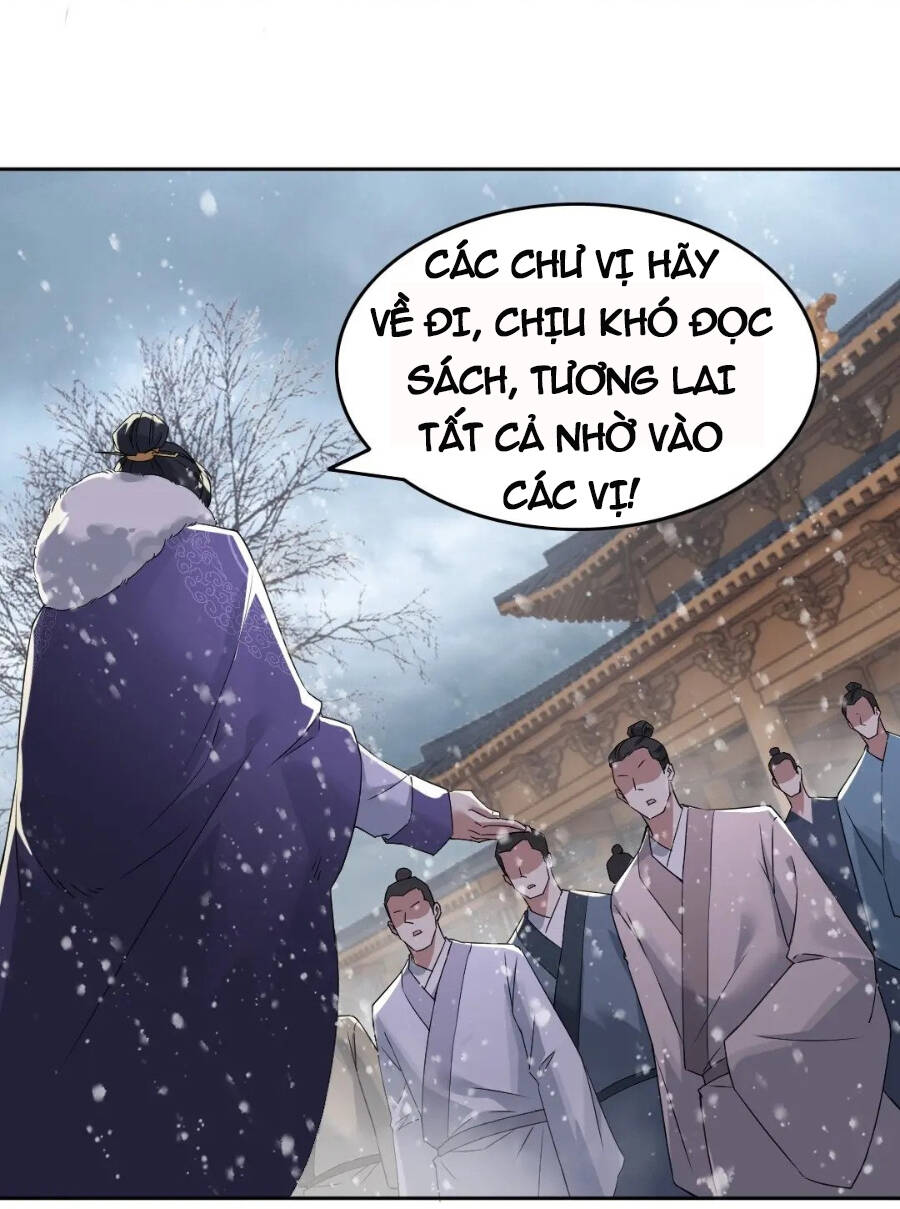 CÁC CHƯ VỊ HÃY
VỀ ĐI, CHỊU KHÓ ĐỌC
SÁCH, TƯƠNG LAI
TẤT CẢ NHỜ VÀO
CÁC VỊ!